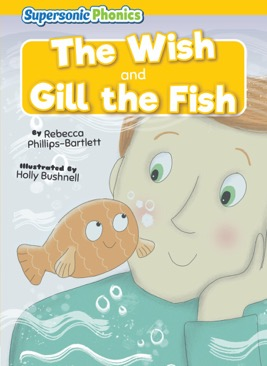 Supersonic Phonics
The Wish
and
Gill the Fish
By Rebecca
Phillips-Bartlett
Illustrated By
Holly Bushnell